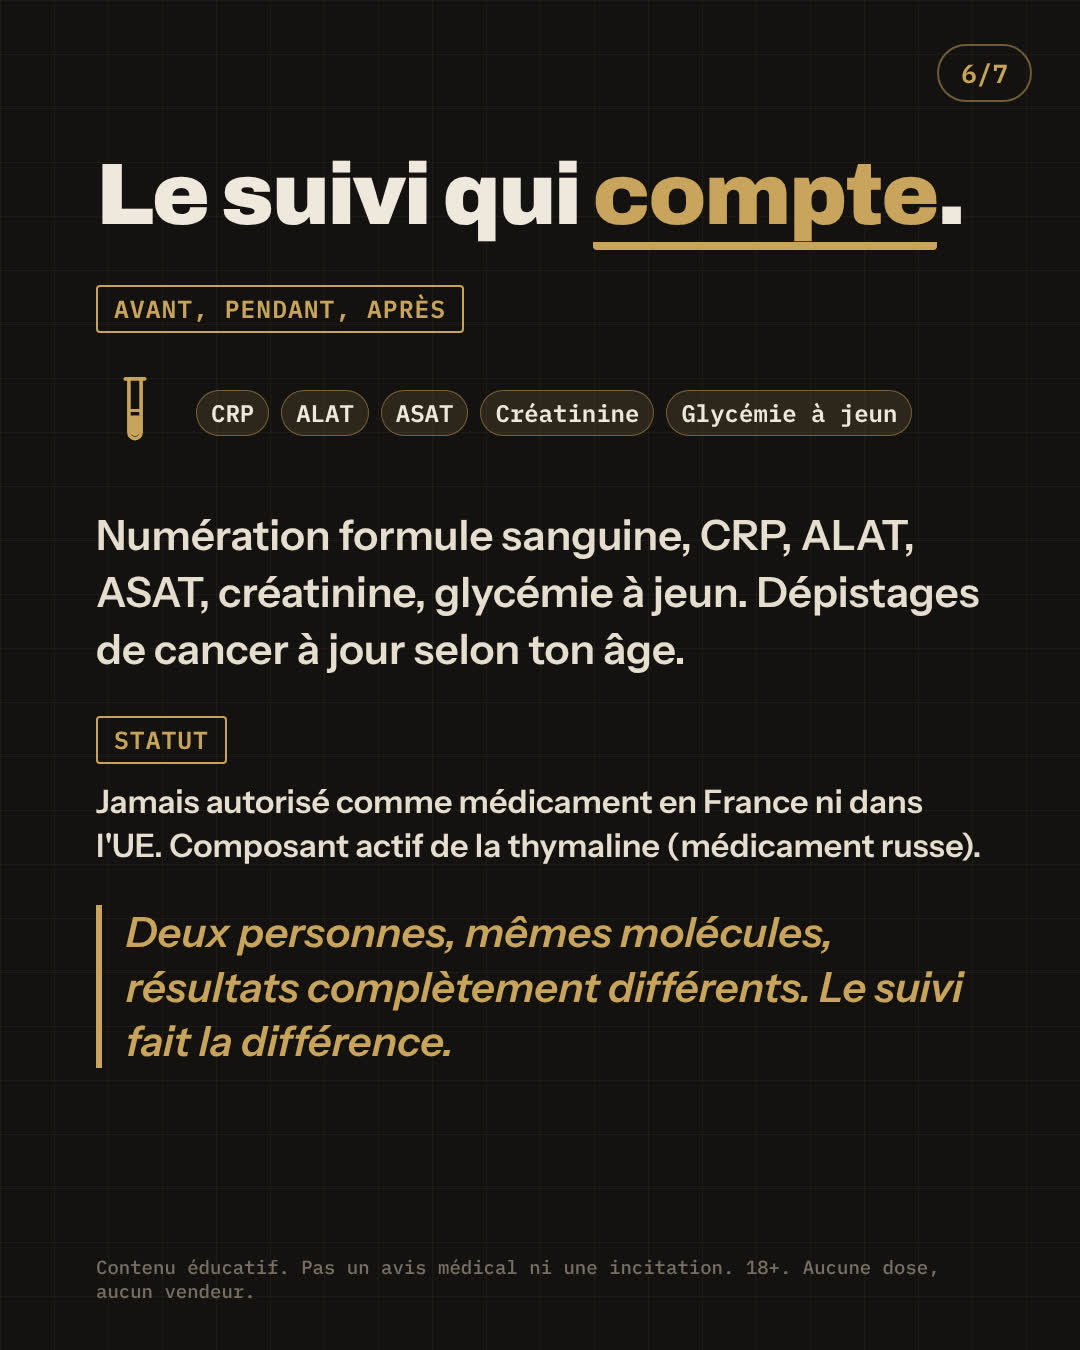 6/7
Le suivi qui compte.
AVANT, PENDANT, APRÈS
CRP ALAT ASAT Créatinine Glycémie à jeun
Numération formule sanguine, CRP, ALAT,
ASAT, créatinine, glycémie à jeun. Dépistages
de cancer à jour selon ton âge.
STATUT
Jamais autorisé comme médicament en France ni dans
l'UE. Composant actif de la thymaline (médicament russe).
Deux personnes, mêmes molécules,
résultats complètement différents. Le suivi
fait la différence.
Contenu éducatif. Pas un avis médical ni une incitation. 18+. Aucune dose,
aucun vendeur.